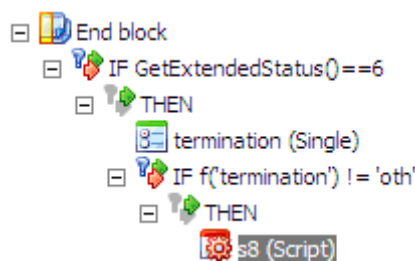 End block
IF GetExtendedStatus()==6
THEN
termination (Single)
IF f('termination') != 'oth'
THEN
s8 (Script)